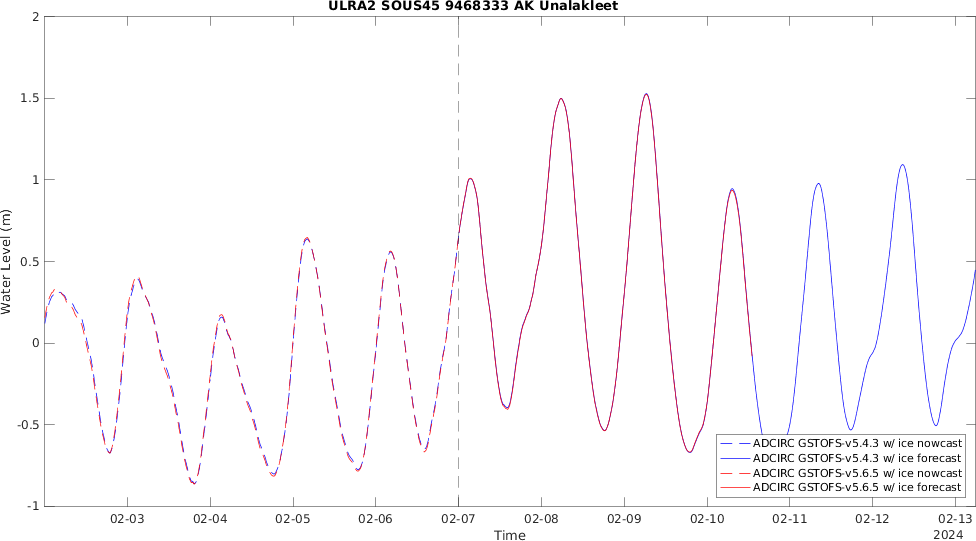 ULRA2 SOUS45 9468333 AK Unalakleet
2
1.5
1
0.5
0
-0.5
-1
Water Level (m)
ADCIRC GSTOFS-v5.4.3 w/ ice nowcast
ADCIRC GSTOFS-v5.4.3 w/ ice forecast
ADCIRC GSTOFS-v5.6.5 w/ ice nowcast
ADCIRC GSTOFS-v5.6.5 w/ ice forecast
02-03 02-04 02-05 02-06 02-07 02-08 02-09 02-10 02-11 02-12 02-13
Time
2024